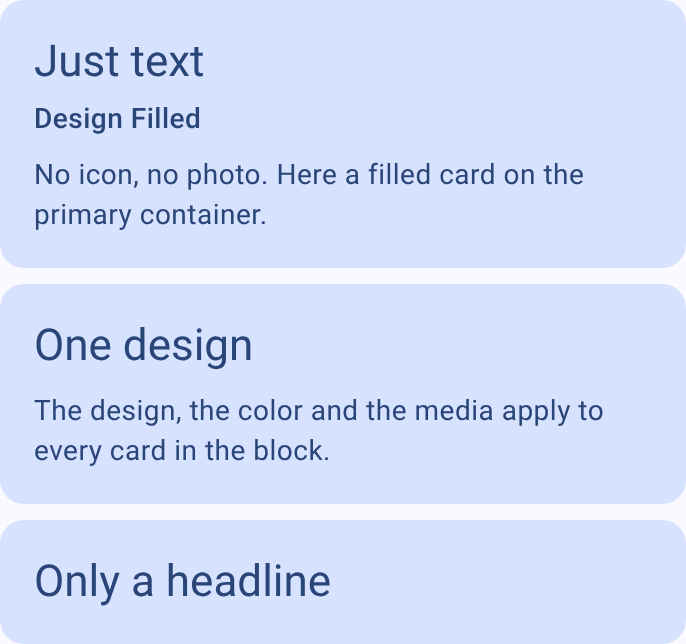 Just text
Design Filled
No icon, no photo. Here a filled card on the
primary container.
One design
The design, the color and the media apply to
every card in the block.
Only a headline